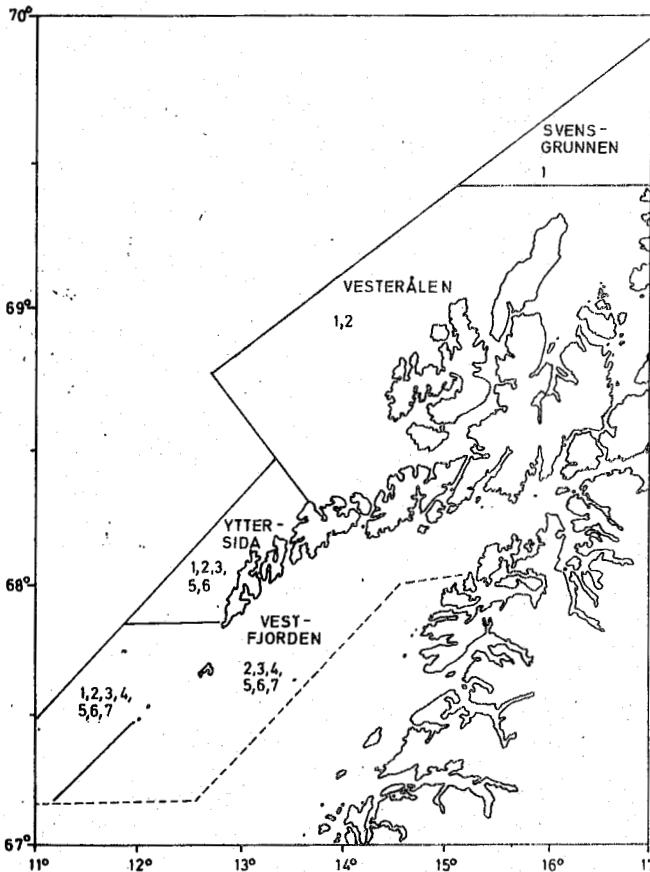 70°
SVENS-
GRUNNEN
1
VESTERÅLEN
69°
1,2
YTTER-
SIDA
1,2,3,
5,6
68°
VEST-
FJORDEN
2,3,4,
5,6,7
1,2,3,4,
5,6,7
67°
11° 12° 13° 14° 15° 16° 17